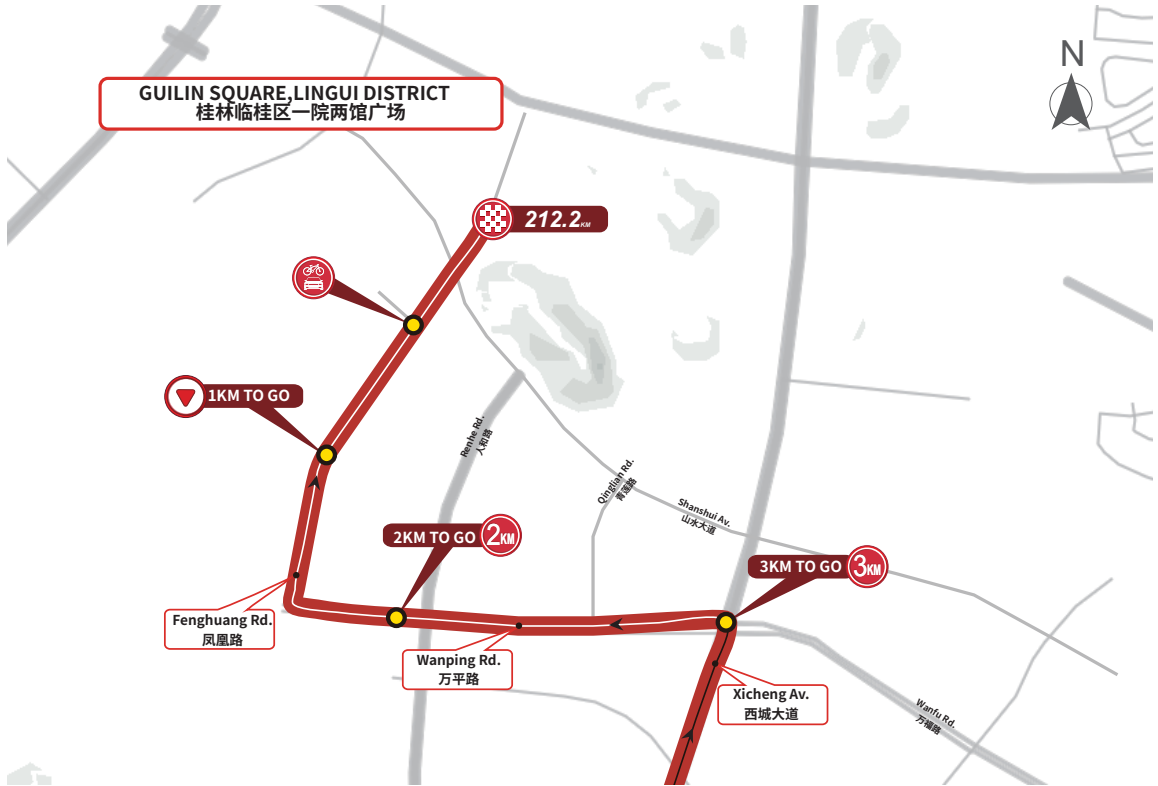 N
GUILIN SQUARE,LINGUI DISTRICT
桂林临桂区一院两馆广场
212.2KM
1KM TO GO
Renhe Rd.
人和路
Qinglian Rd.
青莲路
Shanshui Av.
山水大道
2KM TO GO 2KM
3KM TO GO 3KM
Fenghuang Rd.
凤凰路
Wanping Rd.
万平路
Xicheng Av.
西城大道
Wanfu Rd.
万福路